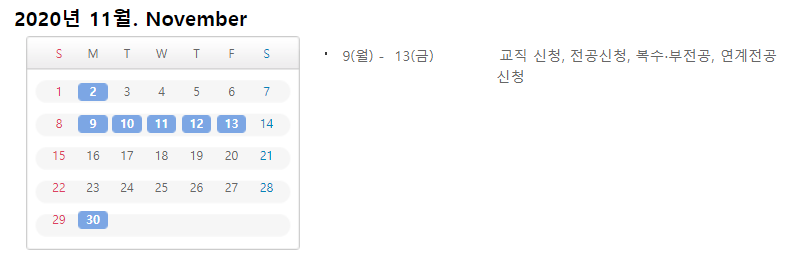 2020년 11월. November
S M T W T F S
1 2 3 4 5 6 7
8 9 10 11 12 13 14
15 16 17 18 19 20 21
22 23 24 25 26 27 28
29 30
· 9(월) - 13(금) 교직 신청, 전공신청, 복수·부전공, 연계전공
신청